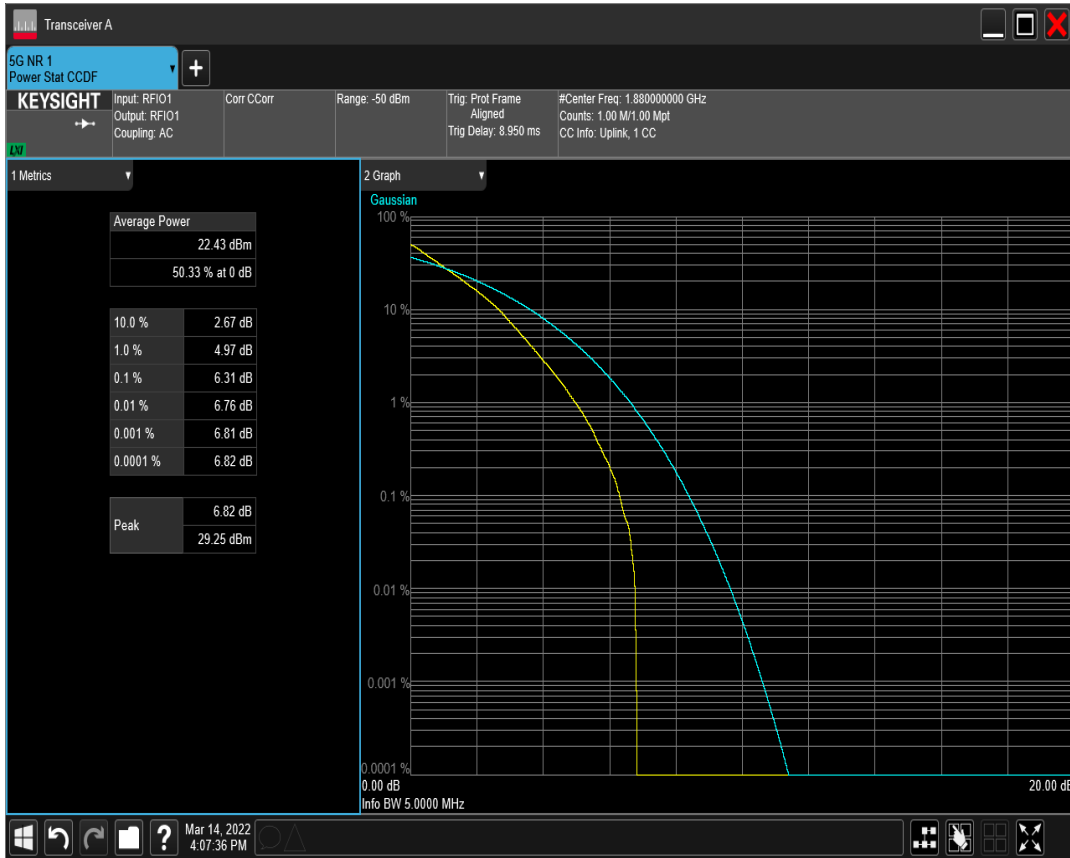 Transceiver A
5G NR 1
Power Stat CCDF
KEYSIGHT
LXI
Input: RFIO1
Output: RFIO1
Coupling: AC
Corr CCorr
Range: -50 dBm
Trig: Prot Frame
Aligned
Trig Delay: 8.950 ms
#Center Freq: 1.880000000 GHz
Counts: 1.00 M/1.00 Mpt
CC Info: Uplink, 1 CC
1 Metrics
Average Power
22.43 dBm
50.33 % at 0 dB
10.0 % 2.67 dB
1.0 % 4.97 dB
0.1 % 6.31 dB
0.01 % 6.76 dB
0.001 % 6.81 dB
0.0001 % 6.82 dB
Peak
6.82 dB
29.25 dBm
2 Graph
Gaussian
100 %
10 %
1 %
0.1 %
0.01 %
0.001 %
0.0001 %
0.00 dB
20.00 dB
Info BW 5.0000 MHz
?
Mar 14, 2022
4:07:36 PM